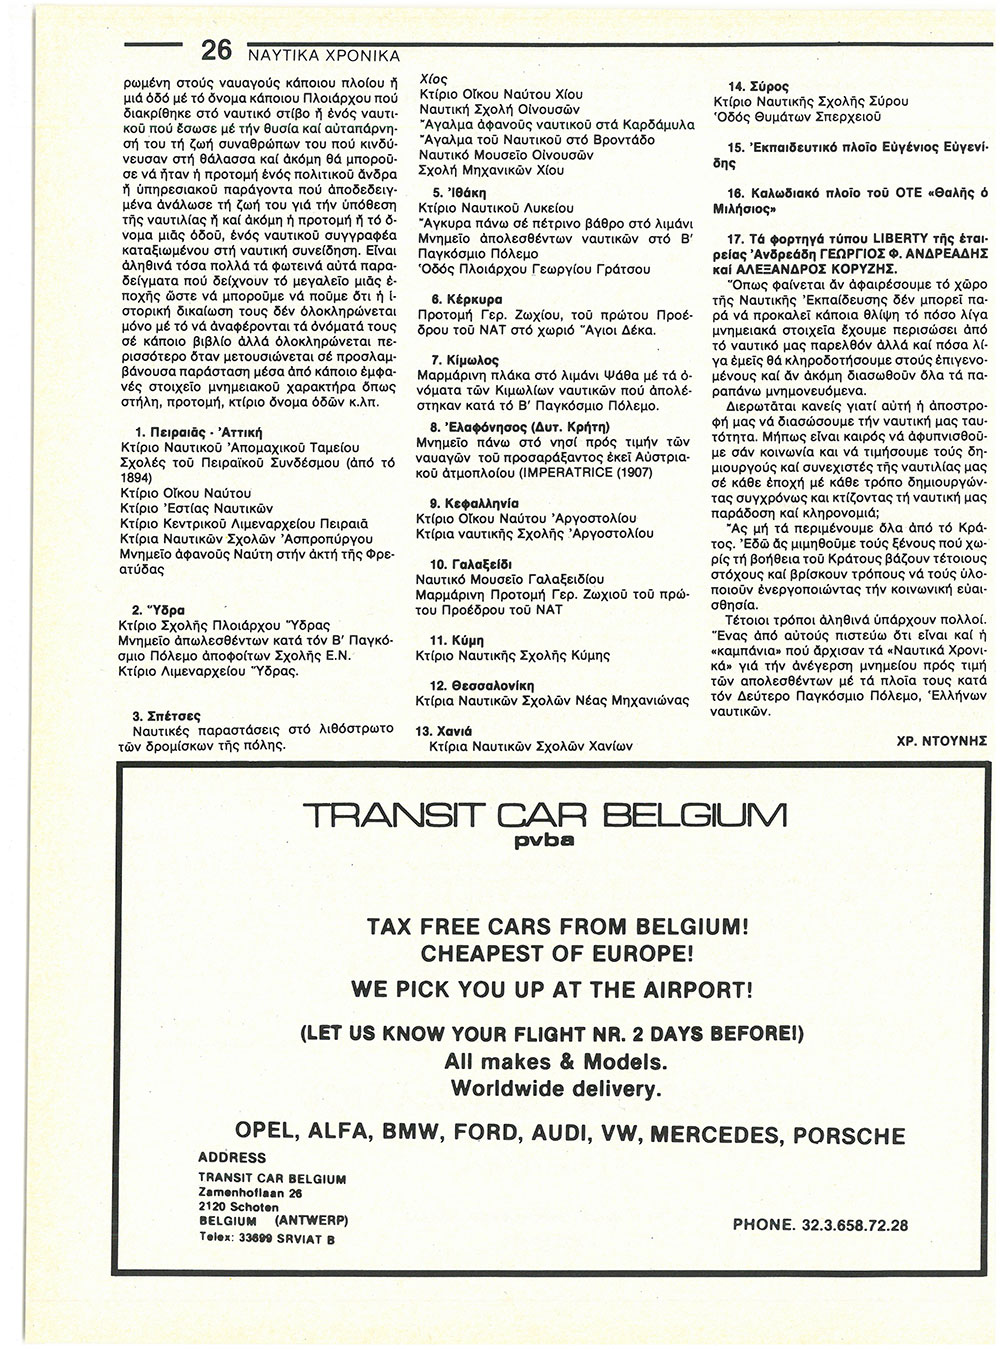 26 ΝΑΥΤΙΚΑ ΧΡΟΝΙΚΑ
ρωμένη στούς ναυαγούς κάποιου πλοίου ἤ
μιά ὁδό μέ τό ὄνομα κάποιου Πλοιάρχου πού
διακρίθηκε στό ναυτικό στίβο ἤ ἑνός ναυτι-
κοῦ πού ἔσωσε μέ τήν θυσία καί αὐταπάρνη-
σή του τή ζωή συναθρώπων του πού κινδύ-
νευσαν στή θάλασσα καί ἀκόμη θά μποροῦ-
σε νά ἦταν ἡ προτομή ἑνός πολιτικοῦ ἄνδρα
ἤ ὑπηρεσιακοῦ παράγοντα πού ἀποδεδειγ-
μένα ἀνάλωσε τή ζωή του γιά τήν ὑπόθεση
τῆς ναυτιλίας ἤ καί ἀκόμη ἡ προτομή ἤ τό ὄ-
νομα μιᾶς ὁδοῦ, ἑνός ναυτικοῦ συγγραφέα
καταξιωμένου στή ναυτική συνείδηση. Εἶναι
ἀληθινά τόσα πολλά τά φωτεινά αὐτά παρα-
δείγματα πού δείχνουν τό μεγαλεῖο μιᾶς ἐ-
ποχῆς ὥστε νά μποροῦμε νά ποῦμε ὅτι ἡ ἱ-
στορική δικαίωση τους δέν ὁλοκληρώνεται
μόνο μέ τό νά ἀναφέρονται τά ὀνόματά τους
σέ κάποιο βιβλίο ἀλλά ὁλοκληρώνεται πε-
ρισσότερο ὅταν μετουσιώνεται σέ προσλαμ-
βάνουσα παράσταση μέσα ἀπό κάποιο ἐμφα-
νές στοιχεῖο μνημειακοῦ χαρακτήρα ὅπως
στήλη, προτομή, κτίριο ὄνομα ὁδῶν κ.λπ.
1. Πειραιᾶς - Ἀττική
Κτίριο Ναυτικοῦ Ἀπομαχικοῦ Ταμείου
Σχολές τοῦ Πειραϊκοῦ Συνδέσμου (ἀπό τό
1894)
Κτίριο Οἴκου Ναύτου
Κτίριο Ἑστίας Ναυτικῶν
Κτίριο Κεντρικοῦ Λιμεναρχείου Πειραιᾶ
Κτίρια Ναυτικῶν Σχολῶν Ἀσπροπύργου
Μνημεῖο ἀφανοῦς Ναύτη στήν ἀκτή τῆς Φρε-
ατύδας
2. Ὕδρα
Κτίριο Σχολῆς Πλοιάρχου Ὕδρας
Μνημεῖο ἀπωλεσθέντων κατά τόν Β' Παγκό-
σμιο Πόλεμο ἀποφοίτων Σχολῆς Ε.Ν.
Κτίριο Λιμεναρχείου Ὕδρας.
3. Σπέτσες
Ναυτικές παραστάσεις στό λιθόστρωτο
τῶν δρομίσκων τῆς πόλης.
Χίος
Κτίριο Οἴκου Ναύτου Χίου
Ναυτική Σχολή Οἰνουσῶν
Ἄγαλμα ἀφανοῦς ναυτικοῦ στά Καρδάμυλα
Ἄγαλμα τοῦ Ναυτικοῦ στό Βροντάδο
Ναυτικό Μουσεῖο Οἰνουσῶν
Σχολή Μηχανικῶν Χίου
5. Ἰθάκη
Κτίριο Ναυτικοῦ Λυκείου
Ἄγκυρα πάνω σέ πέτρινο βάθρο στό λιμάνι
Μνημεῖο ἀπολεσθέντων ναυτικῶν στό Β'
Παγκόσμιο Πόλεμο
Ὁδός Πλοιάρχου Γεωργίου Γράτσου
6. Κέρκυρα
Προτομή Γερ. Ζωχίου, τοῦ πρώτου Προέ-
δρου τοῦ ΝΑΤ στό χωριό Ἅγιοι Δέκα.
7. Κίμωλος
Μαρμάρινη πλάκα στό λιμάνι Ψάθα μέ τά ὀ-
νόματα τῶν Κιμωλίων ναυτικῶν πού ἀπολέ-
στηκαν κατά τό Β' Παγκόσμιο Πόλεμο.
8. Ἐλαφόνησος (Δυτ. Κρήτη)
Μνημεῖο πάνω στό νησί πρός τιμήν τῶν
ναυαγῶν τοῦ προσαράξαντος ἐκεῖ Αὐστρια-
κοῦ ἀτμοπλοίου (IMPERATRICE (1907)
9. Κεφαλληνία
Κτίριο Οἴκου Ναύτου Ἀργοστολίου
Κτίρια ναυτικῆς Σχολῆς Ἀργοστολίου
10. Γαλαξεῖδι
Ναυτικό Μουσεῖο Γαλαξειδίου
Μαρμάρινη Προτομή Γερ. Ζωχιοῦ τοῦ πρώ-
του Προέδρου τοῦ ΝΑΤ
11. Κύμη
Κτίριο Ναυτικῆς Σχολῆς Κύμης
12. Θεσσαλονίκη
Κτίρια Ναυτικῶν Σχολῶν Νέας Μηχανιώνας
13. Χανιά
Κτίρια Ναυτικῶν Σχολῶν Χανίων
14. Σύρος
Κτίριο Ναυτικῆς Σχολῆς Σύρου
Ὁδός Θυμάτων Σπερχειοῦ
15. Ἐκπαιδευτικό πλοῖο Εὐγένιος Εὐγενί-
δης
16. Καλωδιακό πλοῖο τοῦ ΟΤΕ «Θαλῆς ὁ
Μιλήσιος»
17. Τά φορτηγά τύπου LIBERTY τῆς ἑται-
ρείας Ἀνδρεάδη ΓΕΩΡΓΙΟΣ Φ. ΑΝΔΡΕΑΔΗΣ
καί ΑΛΕΞΑΝΔΡΟΣ ΚΟΡΥΖΗΣ.
Ὅπως φαίνεται ἄν ἀφαιρέσουμε τό χῶρο
τῆς Ναυτικῆς Ἐκπαίδευσης δέν μπορεῖ πα-
ρά νά προκαλεῖ κάποια θλίψη τό πόσο λίγα
μνημειακά στοιχεῖα ἔχουμε περισώσει ἀπό
τό ναυτικό μας παρελθόν ἀλλά καί πόσα λί-
γα ἐμεῖς θά κληροδοτήσουμε στούς ἐπιγενο-
μένους καί ἄν ἀκόμη διασωθοῦν ὅλα τά πα-
ραπάνω μνημονευόμενα.
Διερωτᾶται κανείς γιατί αὐτή ἡ ἀποστρο-
φή μας νά διασώσουμε τήν ναυτική μας ταυ-
τότητα. Μήπως εἶναι καιρός νά ἀφυπνισθοῦ-
με σάν κοινωνία και νά τιμήσουμε τούς δη-
μιουργούς καί συνεχιστές τῆς ναυτιλίας μας
σέ κάθε ἐποχή μέ κάθε τρόπο δημιουργών-
τας συγχρόνως και κτίζοντας τή ναυτική μας
παράδοση καί κληρονομιά;
Ἄς μή τά περιμένουμε ὅλα ἀπό τό Κρά-
τος. Ἐδῶ ἄς μιμηθοῦμε τούς ξένους πού χω-
ρίς τή βοήθεια τοῦ Κράτους βάζουν τέτοιους
στόχους καί βρίσκουν τρόπους νά τούς ὑλο-
ποιοῦν ἐνεργοποιώντας τήν κοινωνική εὐαι-
σθησία.
Τέτοιοι τρόποι ἀληθινά ὑπάρχουν πολλοί.
Ἕνας ἀπό αὐτούς πιστεύω ὅτι εἶναι καί ἡ
«καμπάνια» πού ἄρχισαν τά «Ναυτικά Χρονι-
κά» γιά τήν ἀνέγερση μνημείου πρός τιμή
τῶν απολεσθέντων μέ τά πλοῖα τους κατά
τόν Δεύτερο Παγκόσμιο Πόλεμο, Ἑλλήνων
ναυτικῶν.
ΧΡ. ΝΤΟΥΝΗΣ
TRANSIT CAR BELGIUM
pvba
TAX FREE CARS FROM BELGIUM!
CHEAPEST OF EUROPE!
WE PICK YOU UP AT THE AIRPORT!
(LET US KNOW YOUR FLIGHT NR. 2 DAYS BEFORE!)
All makes & Models.
Worldwide delivery.
OPEL, ALFA, BMW, FORD, AUDI, VW, MERCEDES, PORSCHE
ADDRESS
TRANSIT CAR BELGIUM
Zamenhoflaan 26
2120 Schoten
BELGIUM (ANTWERP)
Telex: 33699 SRVIAT B
PHONE. 32.3.658.72.28